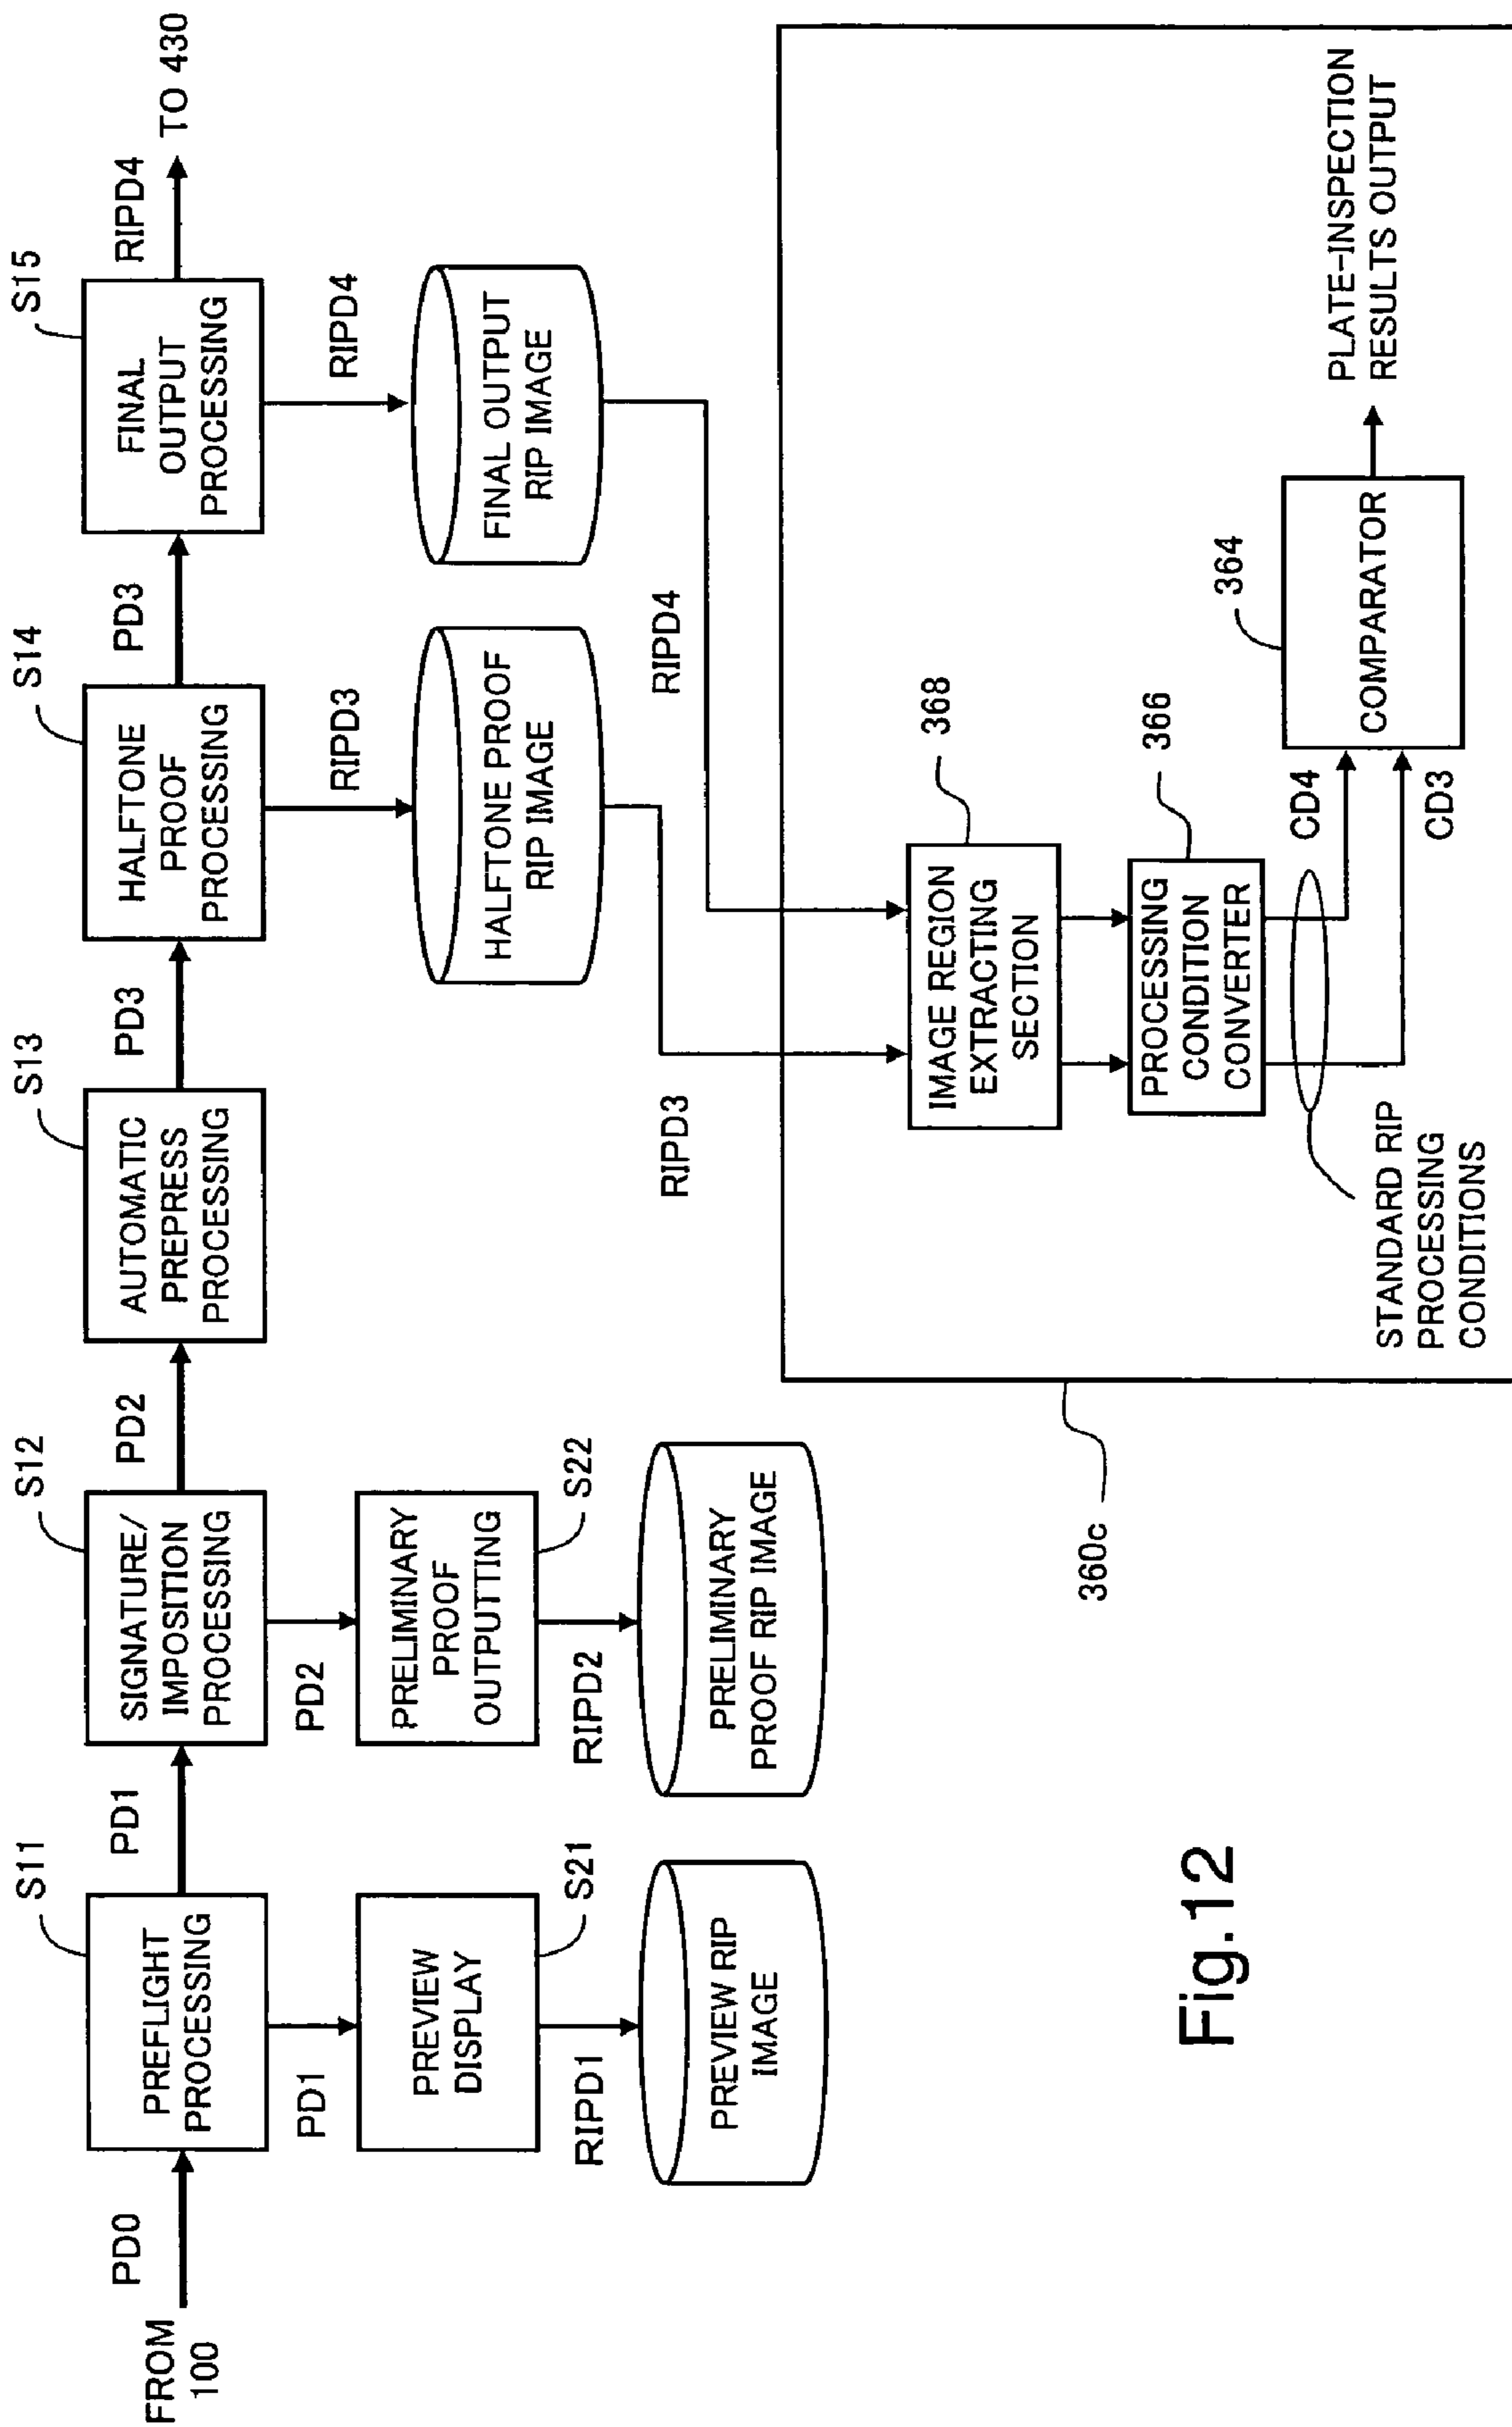 FROM
100
PD0
S11
PREFLIGHT
PROCESSING
PD1
S12
SIGNATURE/
IMPOSITION
PROCESSING
PD2
S13
AUTOMATIC
PREPRESS
PROCESSING
PD3
S14
HALFTONE
PROOF
PROCESSING
PD3
S15
FINAL
OUTPUT
PROCESSING
RIPD4
TO 430
PD1
S21
PREVIEW
DISPLAY
RIPD1
PREVIEW RIP
IMAGE
PD2
S22
PRELIMINARY
PROOF
OUTPUTTING
RIPD2
PRELIMINARY
PROOF RIP IMAGE
RIPD3
HALFTONE PROOF
RIP IMAGE
RIPD4
FINAL OUTPUT
RIP IMAGE
RIPD3
RIPD4
360c
368
IMAGE REGION
EXTRACTING
SECTION
366
PROCESSING
CONDITION
CONVERTER
STANDARD RIP
PROCESSING
CONDITIONS
CD4
CD3
364
COMPARATOR
PLATE-INSPECTION
RESULTS OUTPUT
Fig.12